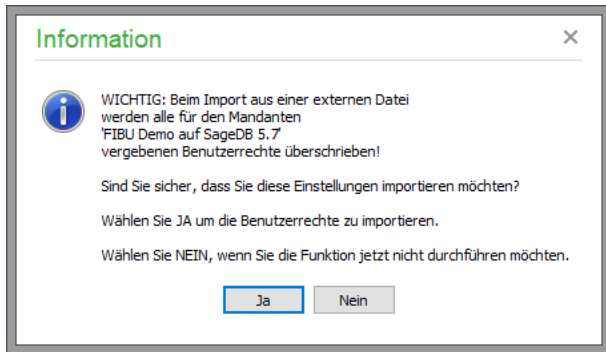 Information
WICHTIG: Beim Import aus einer externen Datei
werden alle für den Mandanten
'FIBU Demo auf SageDB 5.7'
vergebenen Benutzerrechte überschrieben!
Sind Sie sicher, dass Sie diese Einstellungen importieren möchten?
Wählen Sie JA um die Benutzerrechte zu importieren.
Wählen Sie NEIN, wenn Sie die Funktion jetzt nicht durchführen möchten.
Ja Nein